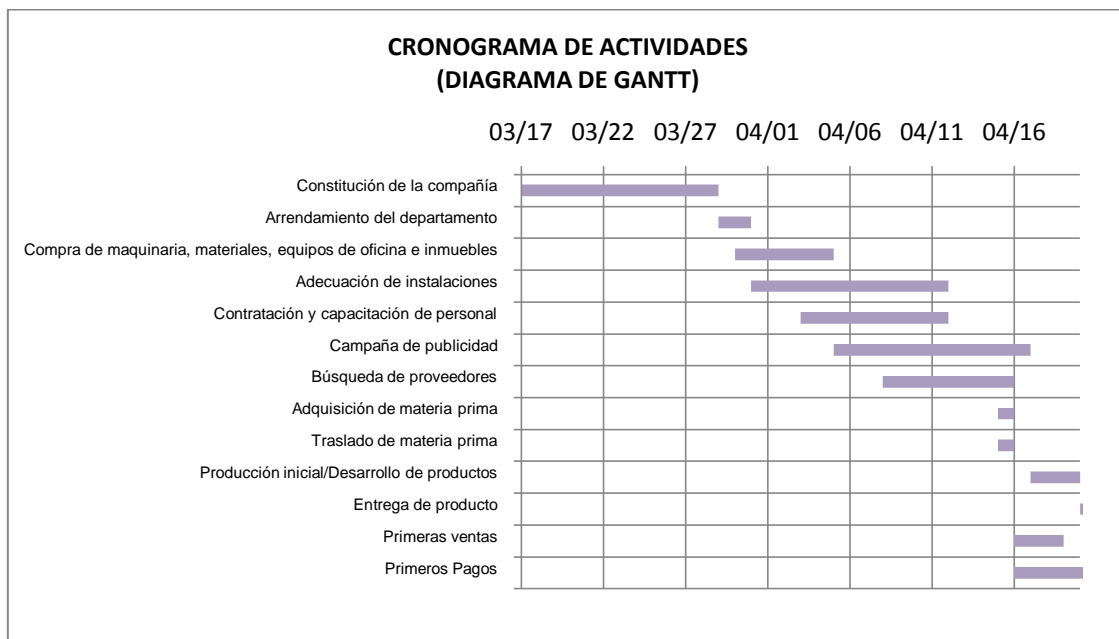 CRONOGRAMA DE ACTIVIDADES
(DIAGRAMA DE GANTT)
03/17 03/22 03/27 04/01 04/06 04/11 04/16
Constitución de la compañía
Arrendamiento del departamento
Compra de maquinaria, materiales, equipos de oficina e inmuebles
Adecuación de instalaciones
Contratación y capacitación de personal
Campaña de publicidad
Búsqueda de proveedores
Adquisición de materia prima
Traslado de materia prima
Producción inicial/Desarrollo de productos
Entrega de producto
Primeras ventas
Primeros Pagos